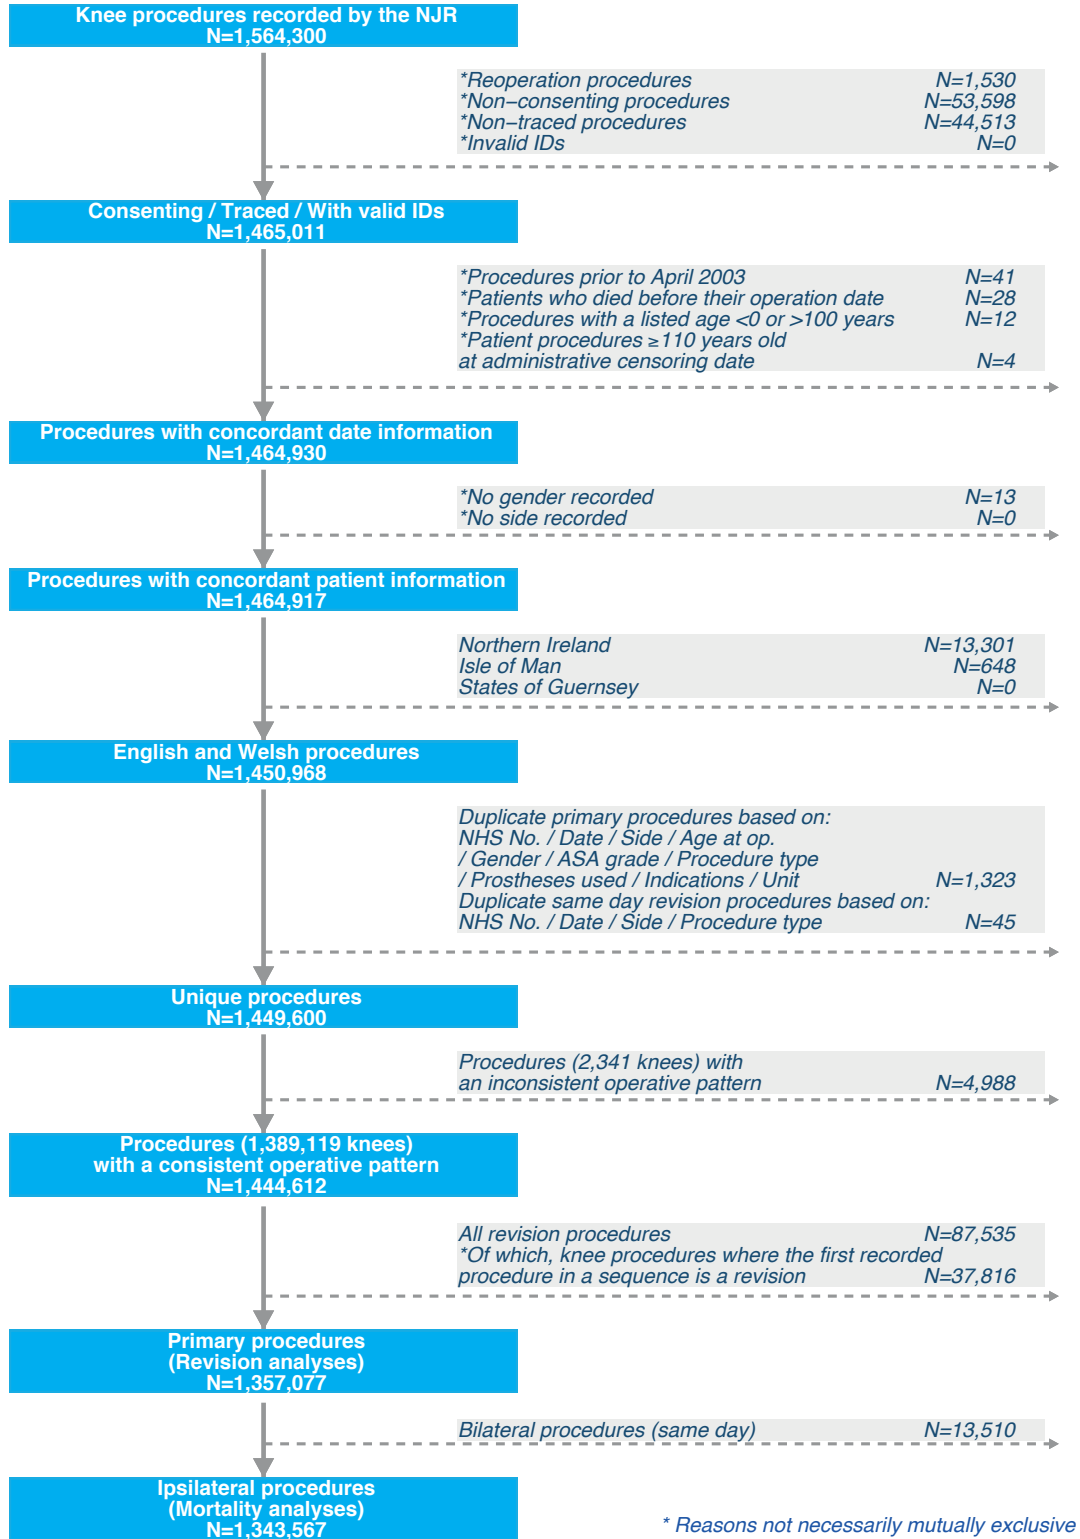 Knee procedures recorded by the NJR
N=1,564,300
*Reoperation procedures N=1,530
*Non−consenting procedures N=53,598
*Non−traced procedures N=44,513
*Invalid IDs N=0
Consenting / Traced / With valid IDs
N=1,465,011
*Procedures prior to April 2003 N=41
*Patients who died before their operation date N=28
*Procedures with a listed age <0 or >100 years N=12
*Patient procedures ≥110 years old
at administrative censoring date N=4
Procedures with concordant date information
N=1,464,930
*No gender recorded N=13
*No side recorded N=0
Procedures with concordant patient information
N=1,464,917
Northern Ireland N=13,301
Isle of Man N=648
States of Guernsey N=0
English and Welsh procedures
N=1,450,968
Duplicate primary procedures based on:
NHS No. / Date / Side / Age at op.
/ Gender / ASA grade / Procedure type
/ Prostheses used / Indications / Unit N=1,323
Duplicate same day revision procedures based on:
NHS No. / Date / Side / Procedure type N=45
Unique procedures
N=1,449,600
Procedures (2,341 knees) with
an inconsistent operative pattern N=4,988
Procedures (1,389,119 knees)
with a consistent operative pattern
N=1,444,612
All revision procedures N=87,535
*Of which, knee procedures where the first recorded
procedure in a sequence is a revision N=37,816
Primary procedures
(Revision analyses)
N=1,357,077
Bilateral procedures (same day) N=13,510
Ipsilateral procedures
(Mortality analyses)
N=1,343,567
* Reasons not necessarily mutually exclusive